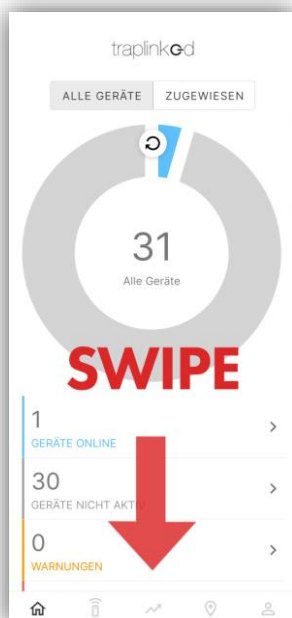 traplinked
ALLE GERÄTE ZUGEWIESEN
31
Alle Geräte
SWIPE
1
GERÄTE ONLINE
30
GERÄTE NICHT AKTIV
0
WARNUNGEN